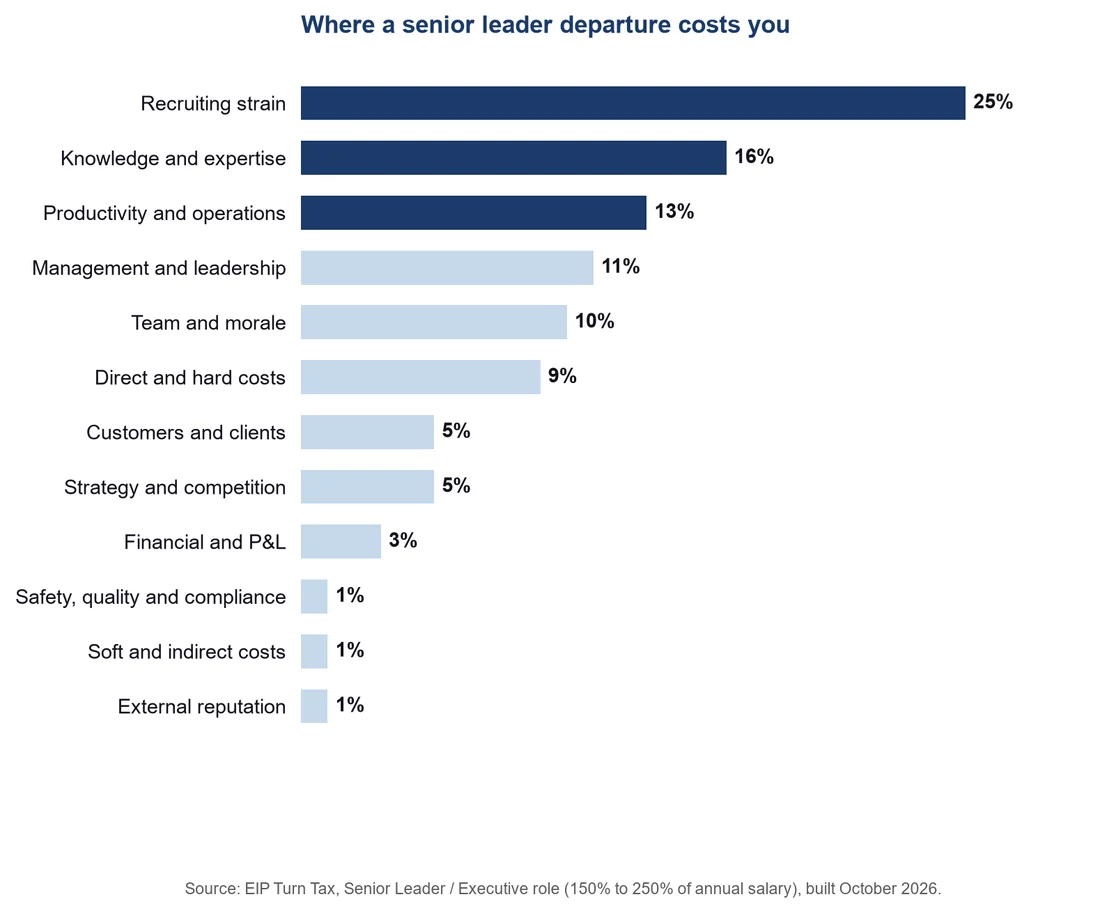 Where a senior leader departure costs you
Recruiting strain 25%
Knowledge and expertise 16%
Productivity and operations 13%
Management and leadership 11%
Team and morale 10%
Direct and hard costs 9%
Customers and clients 5%
Strategy and competition 5%
Financial and P&L 3%
Safety, quality and compliance 1%
Soft and indirect costs 1%
External reputation 1%
Source: EIP Turn Tax, Senior Leader / Executive role (150% to 250% of annual salary), built October 2026.